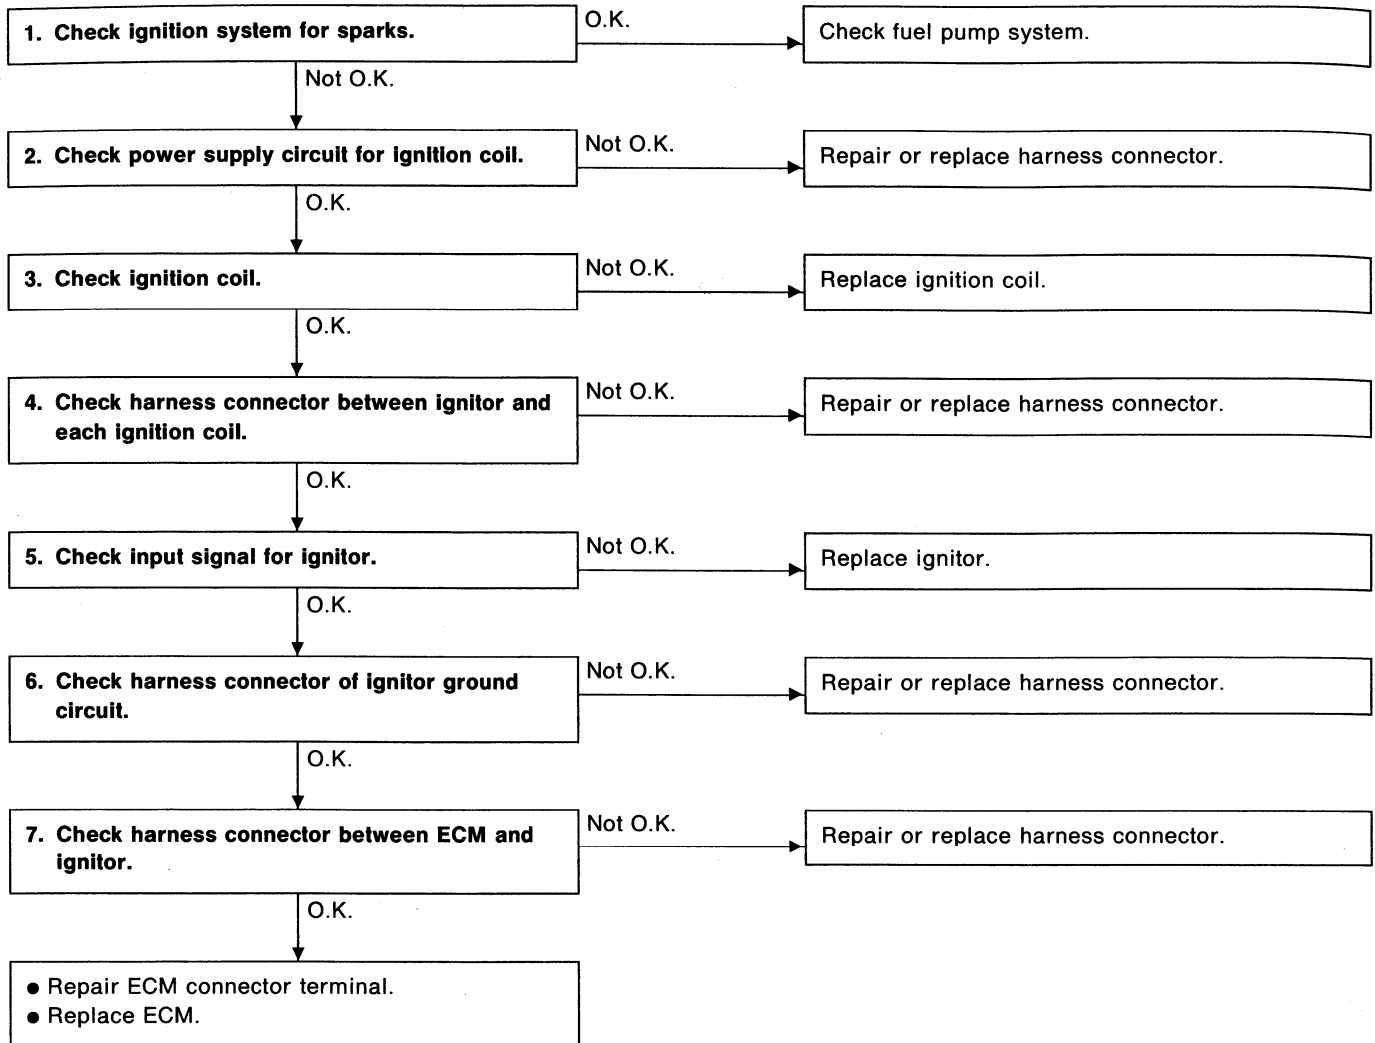 1. Check ignition system for sparks.
O.K.
Check fuel pump system.
Not O.K.
2. Check power supply circuit for ignition coil.
Not O.K.
Repair or replace harness connector.
O.K.
3. Check ignition coil.
Not O.K.
Replace ignition coil.
O.K.
4. Check harness connector between ignitor and
each ignition coil.
Not O.K.
Repair or replace harness connector.
O.K.
5. Check input signal for ignitor.
Not O.K.
Replace ignitor.
O.K.
6. Check harness connector of ignitor ground
circuit.
Not O.K.
Repair or replace harness connector.
O.K.
7. Check harness connector between ECM and
ignitor.
Not O.K.
Repair or replace harness connector.
O.K.
● Repair ECM connector terminal.
● Replace ECM.